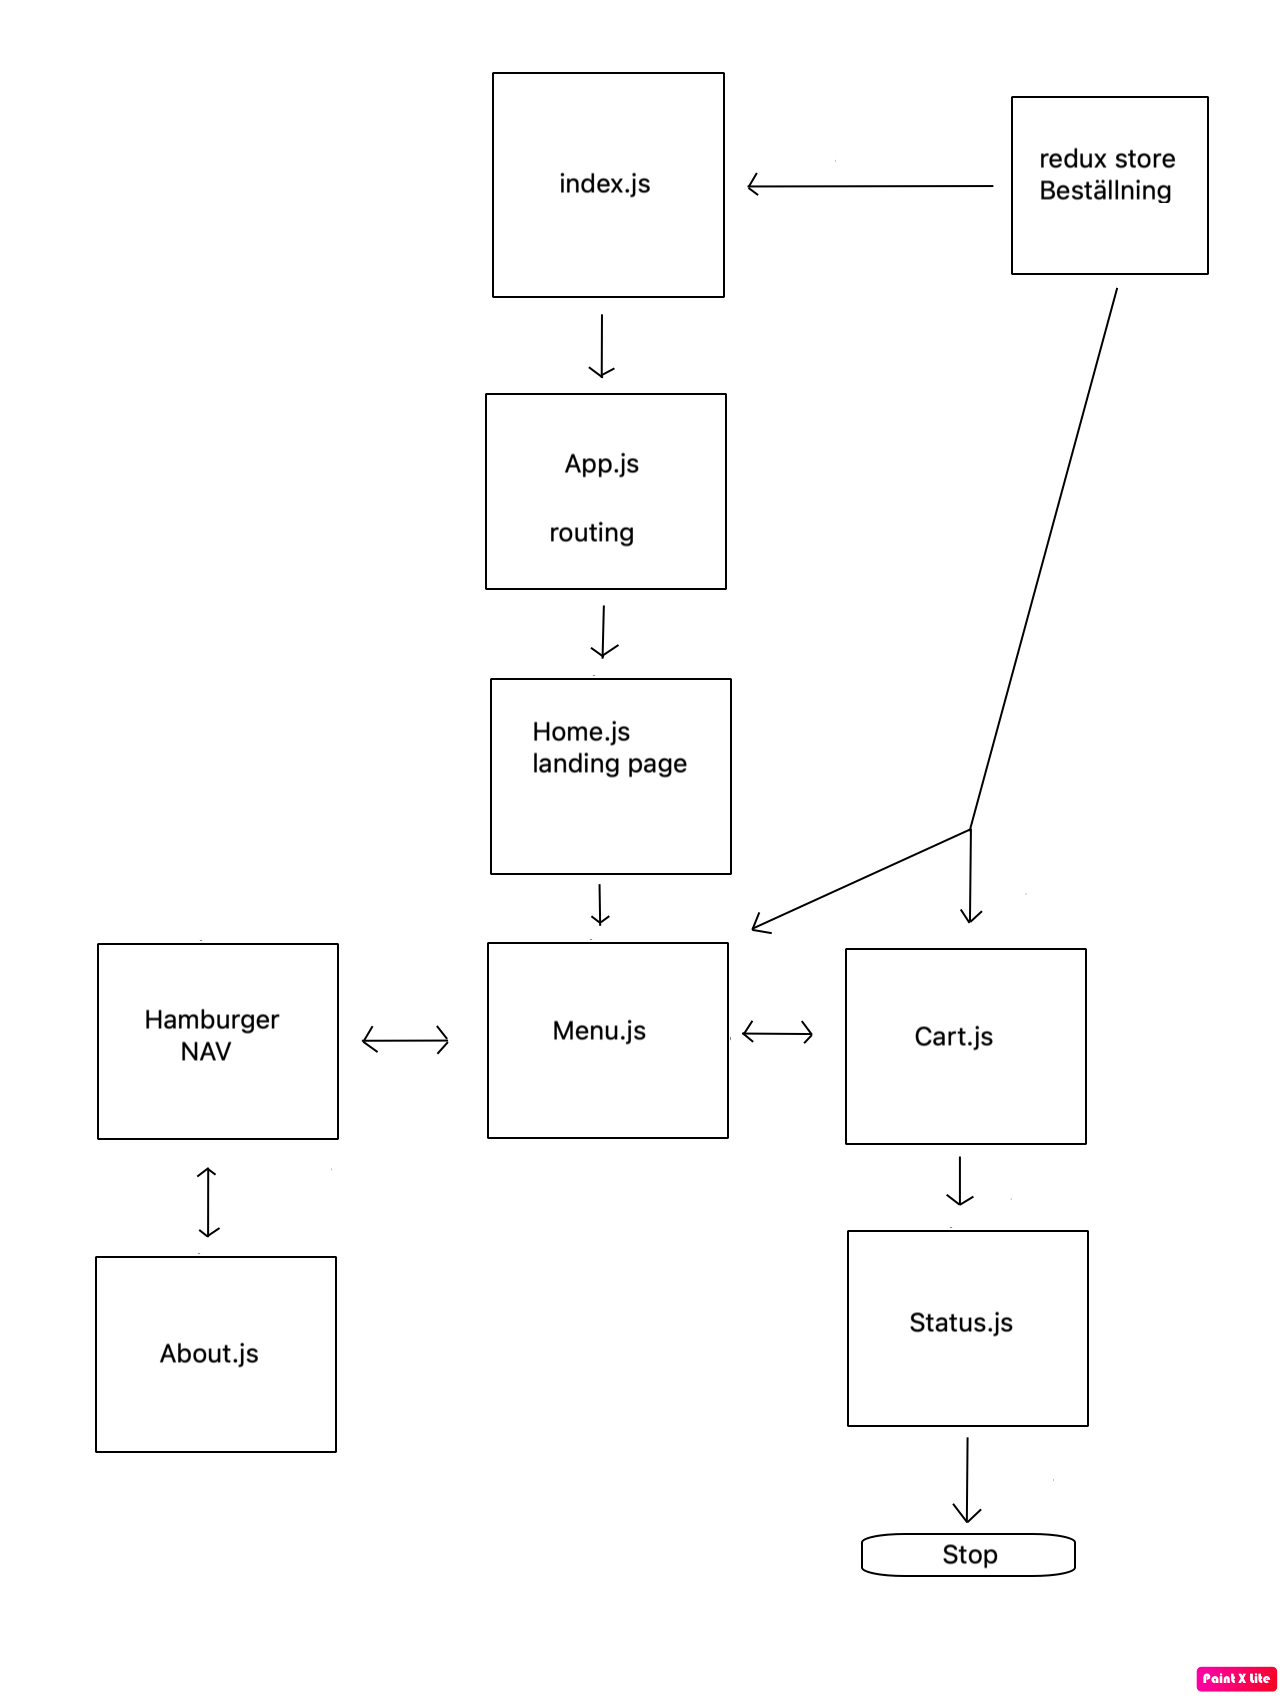 index.js
redux store
Beställning
App.js
routing
Home.js
landing page
Hamburger
NAV
Menu.js
Cart.js
About.js
Status.js
Stop
Paint X Lite